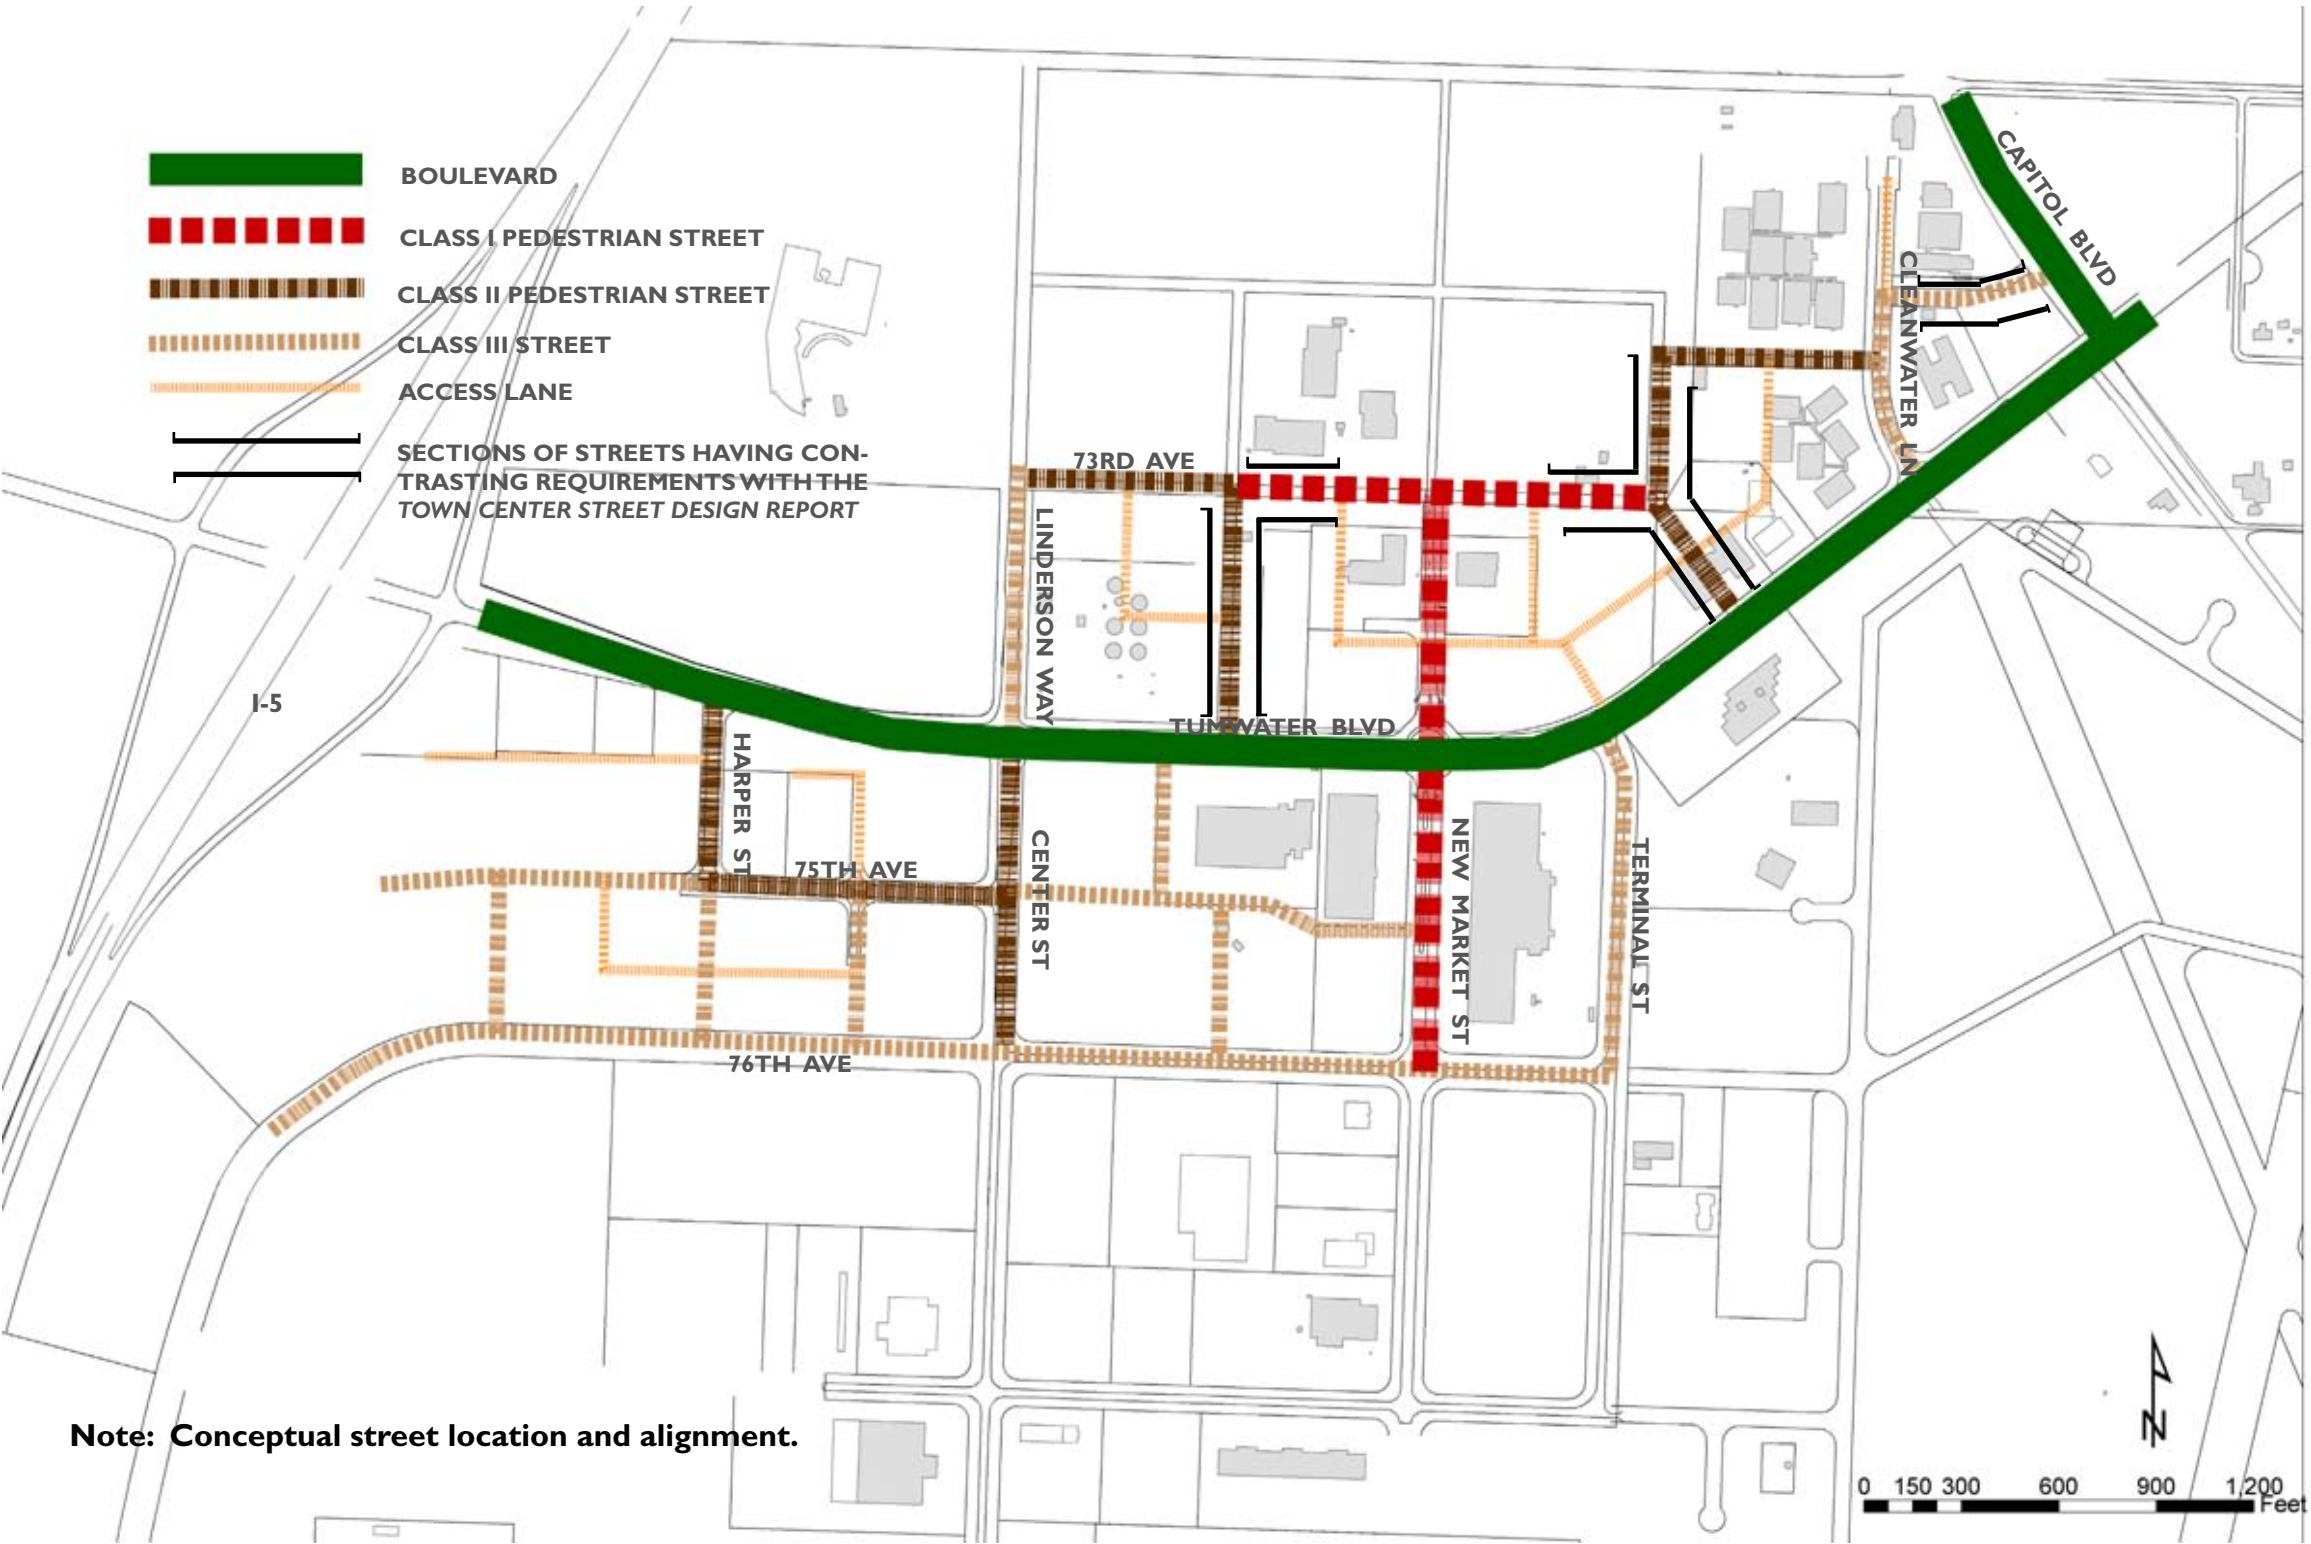 BOULEVARD
CLASS I PEDESTRIAN STREET
CLASS II PEDESTRIAN STREET
CLASS III STREET
ACCESS LANE
SECTIONS OF STREETS HAVING CON-
TRASTING REQUIREMENTS WITH THE
TOWN CENTER STREET DESIGN REPORT
CAPITOL BLVD
CLEANWATER LN
73RD AVE
LINDERSON WAY
I-5
TUMWATER BLVD
HARPER ST
75TH AVE
CENTER ST
NEW MARKET ST
TERMINAL ST
76TH AVE
Note: Conceptual street location and alignment.
N
0 150 300 600 900 1,200
Feet